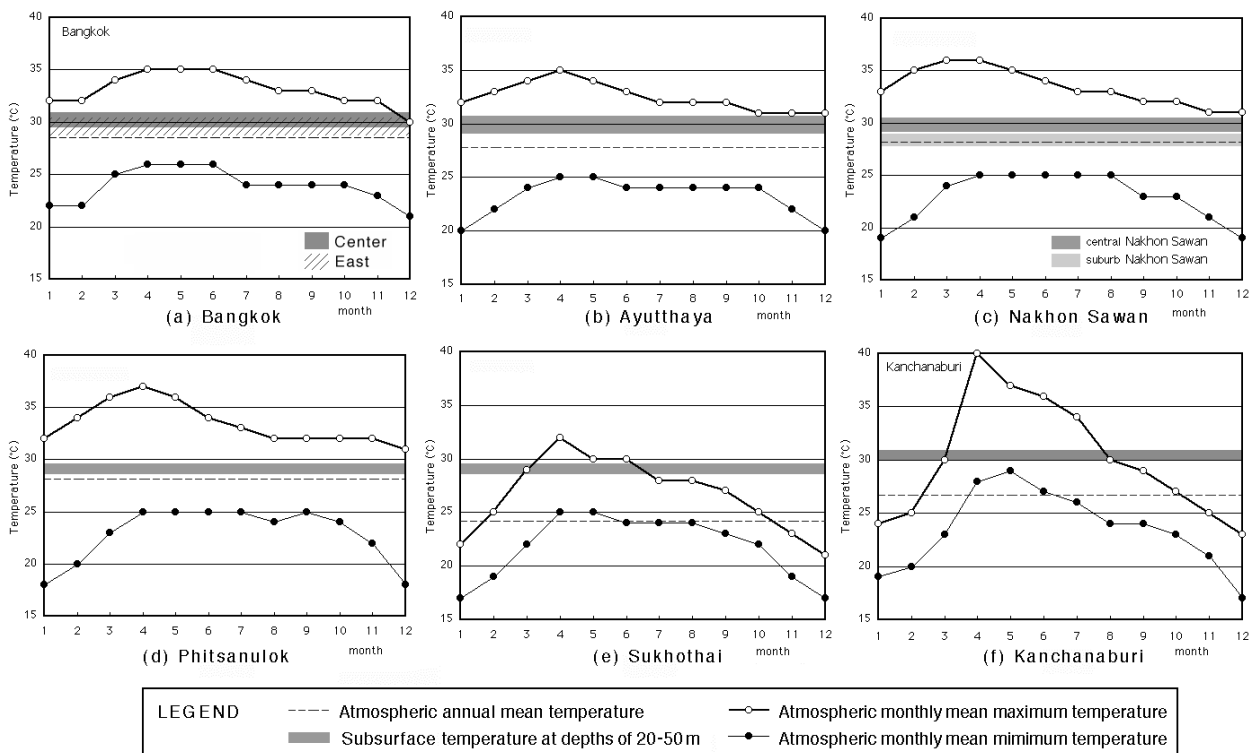 40
35
30
25
20
15
Temperature (°C)
Bangkok
Center
East
1 2 3 4 5 6 7 8 9 10 11 12
month
(a) Bangkok
40
35
30
25
20
15
Temperature (°C)
1 2 3 4 5 6 7 8 9 10 11 12
month
(b) Ayutthaya
40
35
30
25
20
15
Temperature (°C)
central Nakhon Sawan
suburb Nakhon Sawan
1 2 3 4 5 6 7 8 9 10 11 12
month
(c) Nakhon Sawan
40
35
30
25
20
15
Temperature (°C)
1 2 3 4 5 6 7 8 9 10 11 12
month
(d) Phitsanulok
40
35
30
25
20
15
Temperature (°C)
1 2 3 4 5 6 7 8 9 10 11 12
month
(e) Sukhothai
40
35
30
25
20
15
Temperature (°C)
Kanchanaburi
1 2 3 4 5 6 7 8 9 10 11 12
month
(f) Kanchanaburi
LEGEND
Atmospheric annual mean temperature
Atmospheric monthly mean maximum temperature
Subsurface temperature at depths of 20-50m
Atmospheric monthly mean mimimum temperature